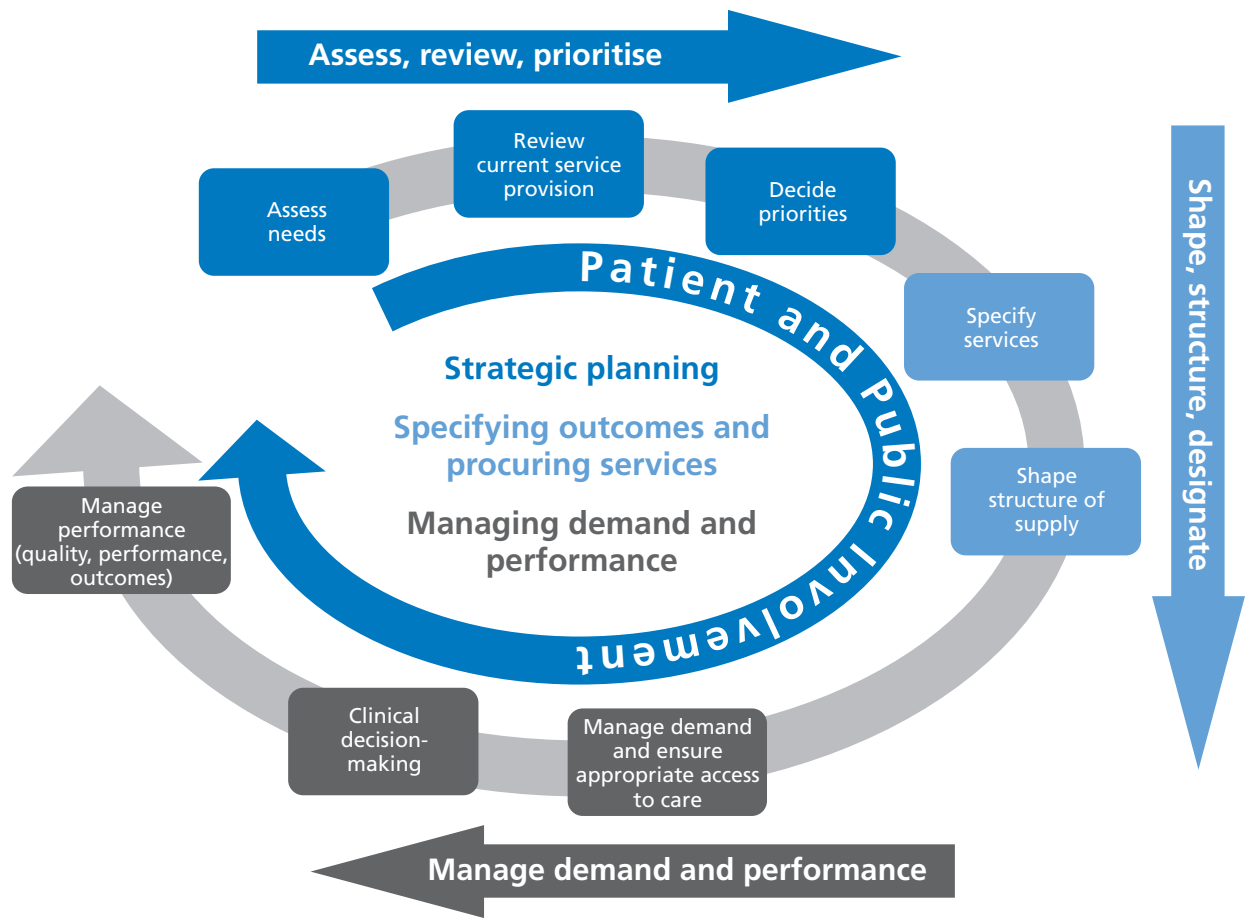 Assess, review, prioritise
Review
current service
provision
Assess
needs
Decide
priorities
Specify
services
Shape
structure of
supply
Shape, structure, designate
Patient and Public Involvement
Strategic planning
Specifying outcomes and
procuring services
Managing demand and
performance
Manage
performance
(quality, performance,
outcomes)
Clinical
decision-
making
Manage demand
and ensure
appropriate access
to care
Manage demand and performance